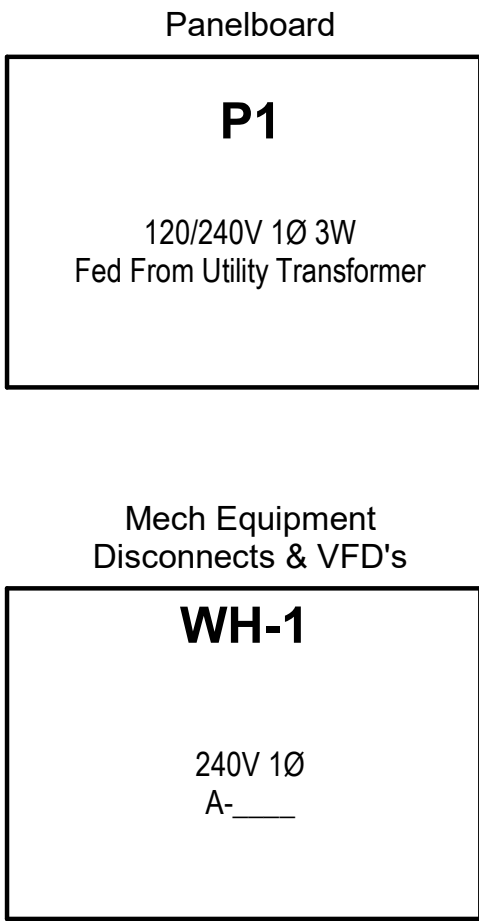 Panelboard
P1
120/240V 1Ø 3W
Fed From Utility Transformer
Mech Equipment
Disconnects & VFD's
WH-1
240V 1Ø
A-____